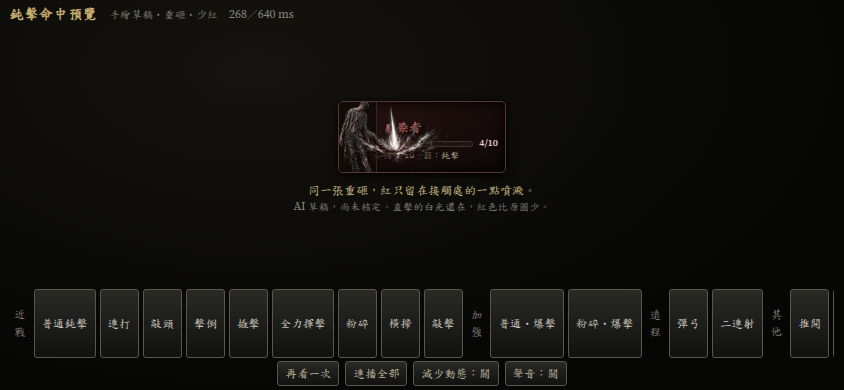 鈍擊命中預覽 手繪草稿・重砸・少紅 268／640 ms
染者
4/10
弱：鈍擊
同一張重砸，紅只留在接觸處的一點噴濺。
AI 草稿，尚未核定。直擊的白光還在，紅色比原圖少。
近戰 普通鈍擊 連打 敲頭 擊倒 撬擊 全力揮擊 粉碎 橫掃 敲擊 加強 普通・爆擊 粉碎・爆擊 遠程 彈弓 二連射 其他 推開
再看一次 連播全部 減少動態：關 聲音：關